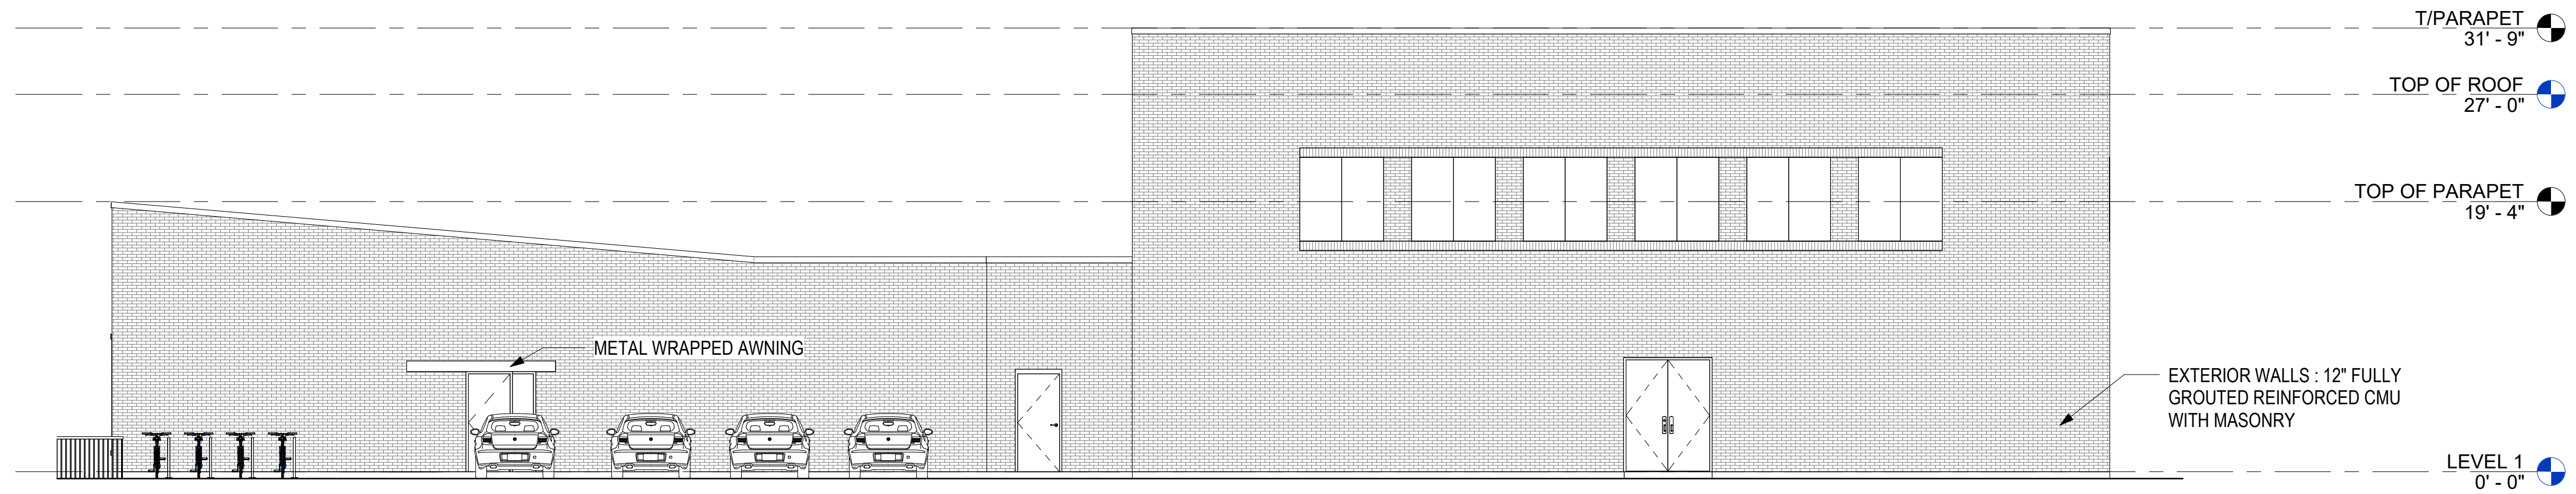 T/PARAPET
31' - 9"
TOP OF ROOF
27' - 0"
TOP OF PARAPET
19' - 4"
METAL WRAPPED AWNING
EXTERIOR WALLS : 12" FULLY
GROUTED REINFORCED CMU
WITH MASONRY
LEVEL 1
0' - 0"